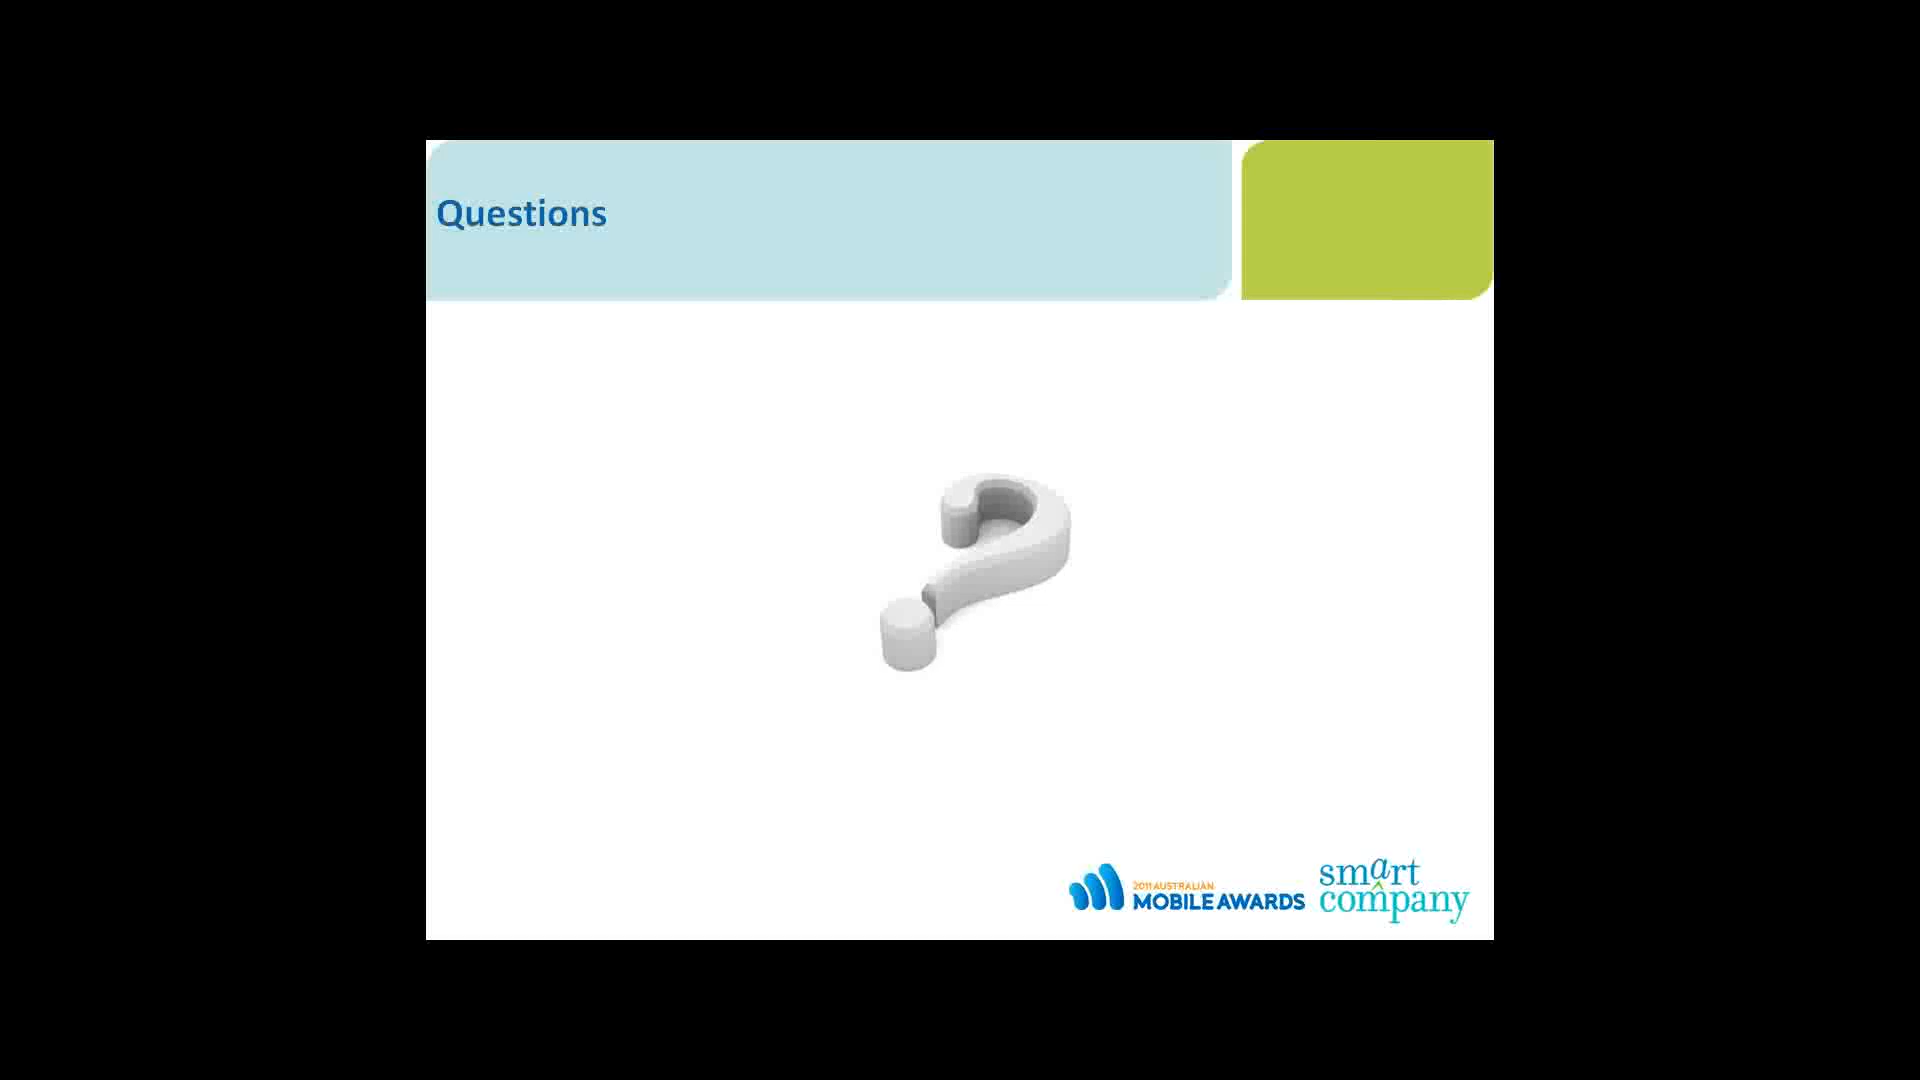 Questions
2011 AUSTRALIAN
MOBILE AWARDS
smart
company